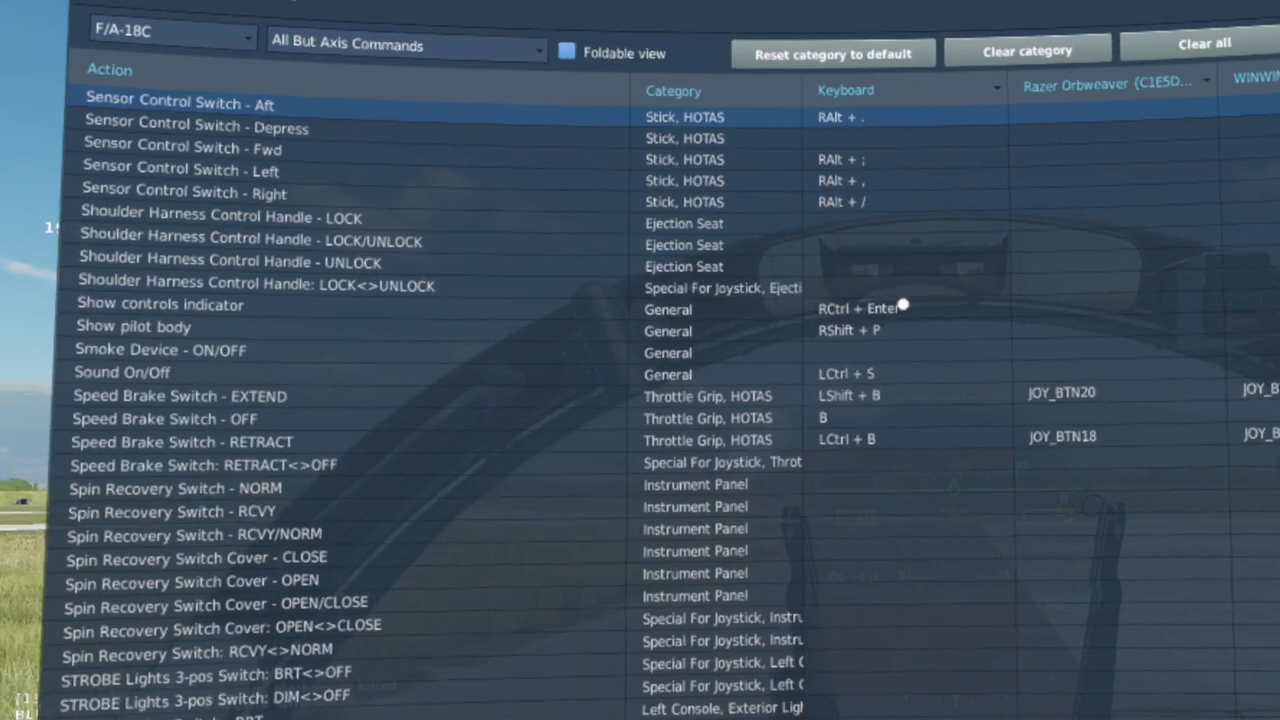 F/A-18C All But Axis Commands Foldable view Reset category to default Clear category Clear all
Action Category Keyboard Razer Orbweaver {C1E5D... WINWIN
Sensor Control Switch - Aft Stick, HOTAS RAlt + .
Sensor Control Switch - Depress Stick, HOTAS
Sensor Control Switch - Fwd Stick, HOTAS RAlt + ;
Sensor Control Switch - Left Stick, HOTAS RAlt + ,
Sensor Control Switch - Right Stick, HOTAS RAlt + /
Shoulder Harness Control Handle - LOCK Ejection Seat
Shoulder Harness Control Handle - LOCK/UNLOCK Ejection Seat
Shoulder Harness Control Handle - UNLOCK Ejection Seat
Shoulder Harness Control Handle: LOCK<>UNLOCK Special For Joystick, Ejecti
Show controls indicator General RCtrl + Enter
Show pilot body General RShift + P
Smoke Device - ON/OFF General
Sound On/Off General LCtrl + S
Speed Brake Switch - EXTEND Throttle Grip, HOTAS LShift + B JOY_BTN20 JOY_B
Speed Brake Switch - OFF Throttle Grip, HOTAS B
Speed Brake Switch - RETRACT Throttle Grip, HOTAS LCtrl + B JOY_BTN18 JOY_B
Speed Brake Switch: RETRACT<>OFF Special For Joystick, Throt
Spin Recovery Switch - NORM Instrument Panel
Spin Recovery Switch - RCVY Instrument Panel
Spin Recovery Switch - RCVY/NORM Instrument Panel
Spin Recovery Switch Cover - CLOSE Instrument Panel
Spin Recovery Switch Cover - OPEN Instrument Panel
Spin Recovery Switch Cover - OPEN/CLOSE Instrument Panel
Spin Recovery Switch Cover: OPEN<>CLOSE Special For Joystick, Instru
Spin Recovery Switch: RCVY<>NORM Special For Joystick, Instru
STROBE Lights 3-pos Switch: BRT<>OFF Special For Joystick, Left C
STROBE Lights 3-pos Switch: DIM<>OFF Special For Joystick, Left C
Left Console, Exterior Ligh